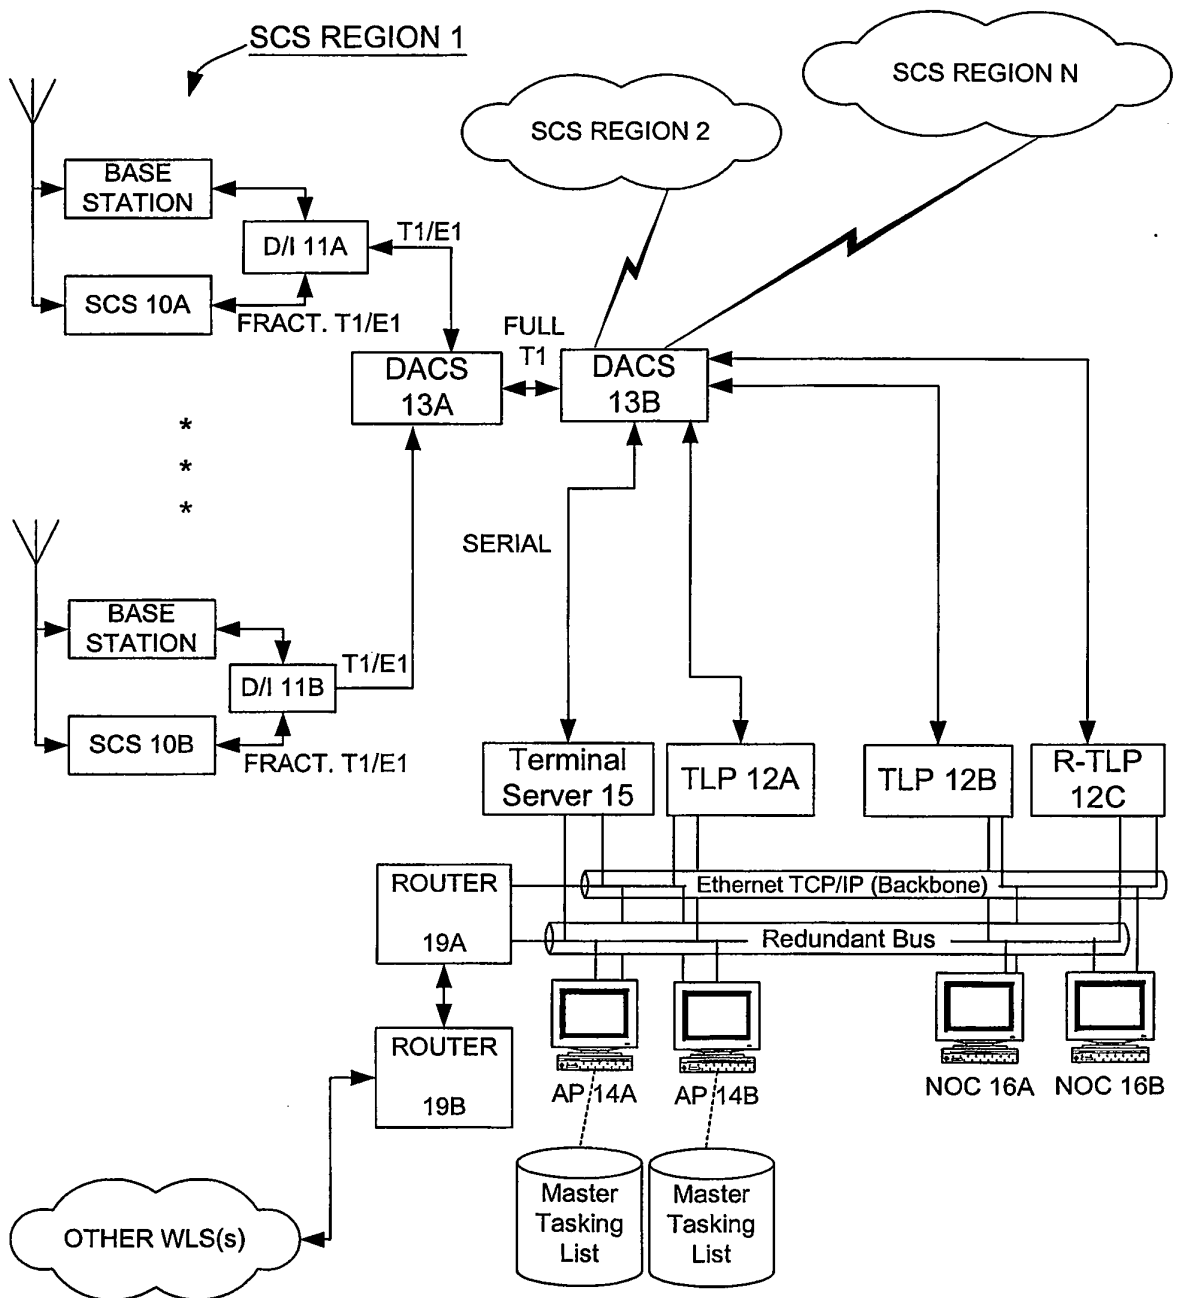 SCS REGION 1
SCS REGION 2
SCS REGION N
BASE
STATION
D/I 11A
T1/E1
SCS 10A
FRACT. T1/E1
FULL
T1
DACS
13A
DACS
13B
*
*
*
SERIAL
BASE
STATION
D/I 11B
T1/E1
SCS 10B
FRACT. T1/E1
Terminal
Server 15
TLP 12A
TLP 12B
R-TLP
12C
ROUTER
19A
Ethernet TCP/IP (Backbone)
Redundant Bus
ROUTER
19B
AP 14A
AP 14B
NOC 16A
NOC 16B
Master
Tasking
List
Master
Tasking
List
OTHER WLS(s)